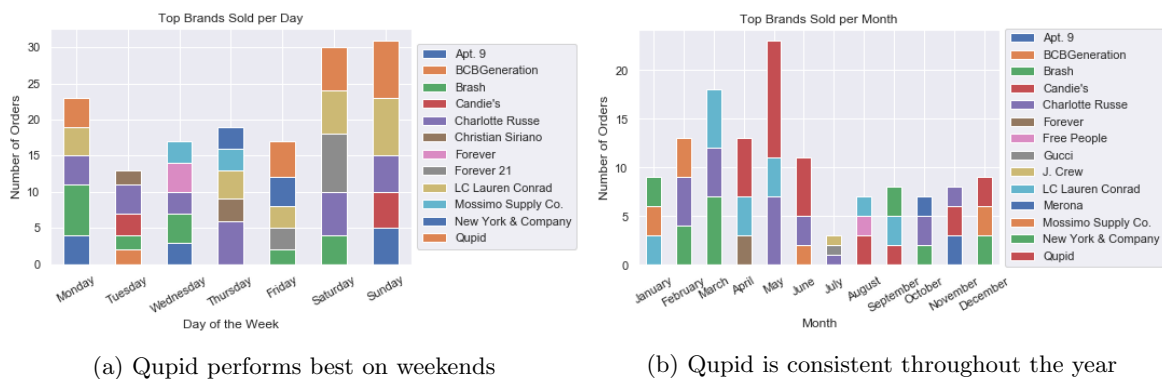 Top Brands Sold per Day
Number of Orders
30
25
20
15
10
5
0
Monday
Tuesday
Wednesday
Thursday
Friday
Saturday
Sunday
Day of the Week
Apt. 9
BCBGeneration
Brash
Candie's
Charlotte Russe
Christian Siriano
Forever
Forever 21
LC Lauren Conrad
Mossimo Supply Co.
New York & Company
Qupid
(a) Qupid performs best on weekends
Top Brands Sold per Month
Number of Orders
20
15
10
5
0
January
February
March
April
May
June
July
August
September
October
November
December
Month
Apt. 9
BCBGeneration
Brash
Candie's
Charlotte Russe
Forever
Free People
Gucci
J. Crew
LC Lauren Conrad
Merona
Mossimo Supply Co.
New York & Company
Qupid
(b) Qupid is consistent throughout the year